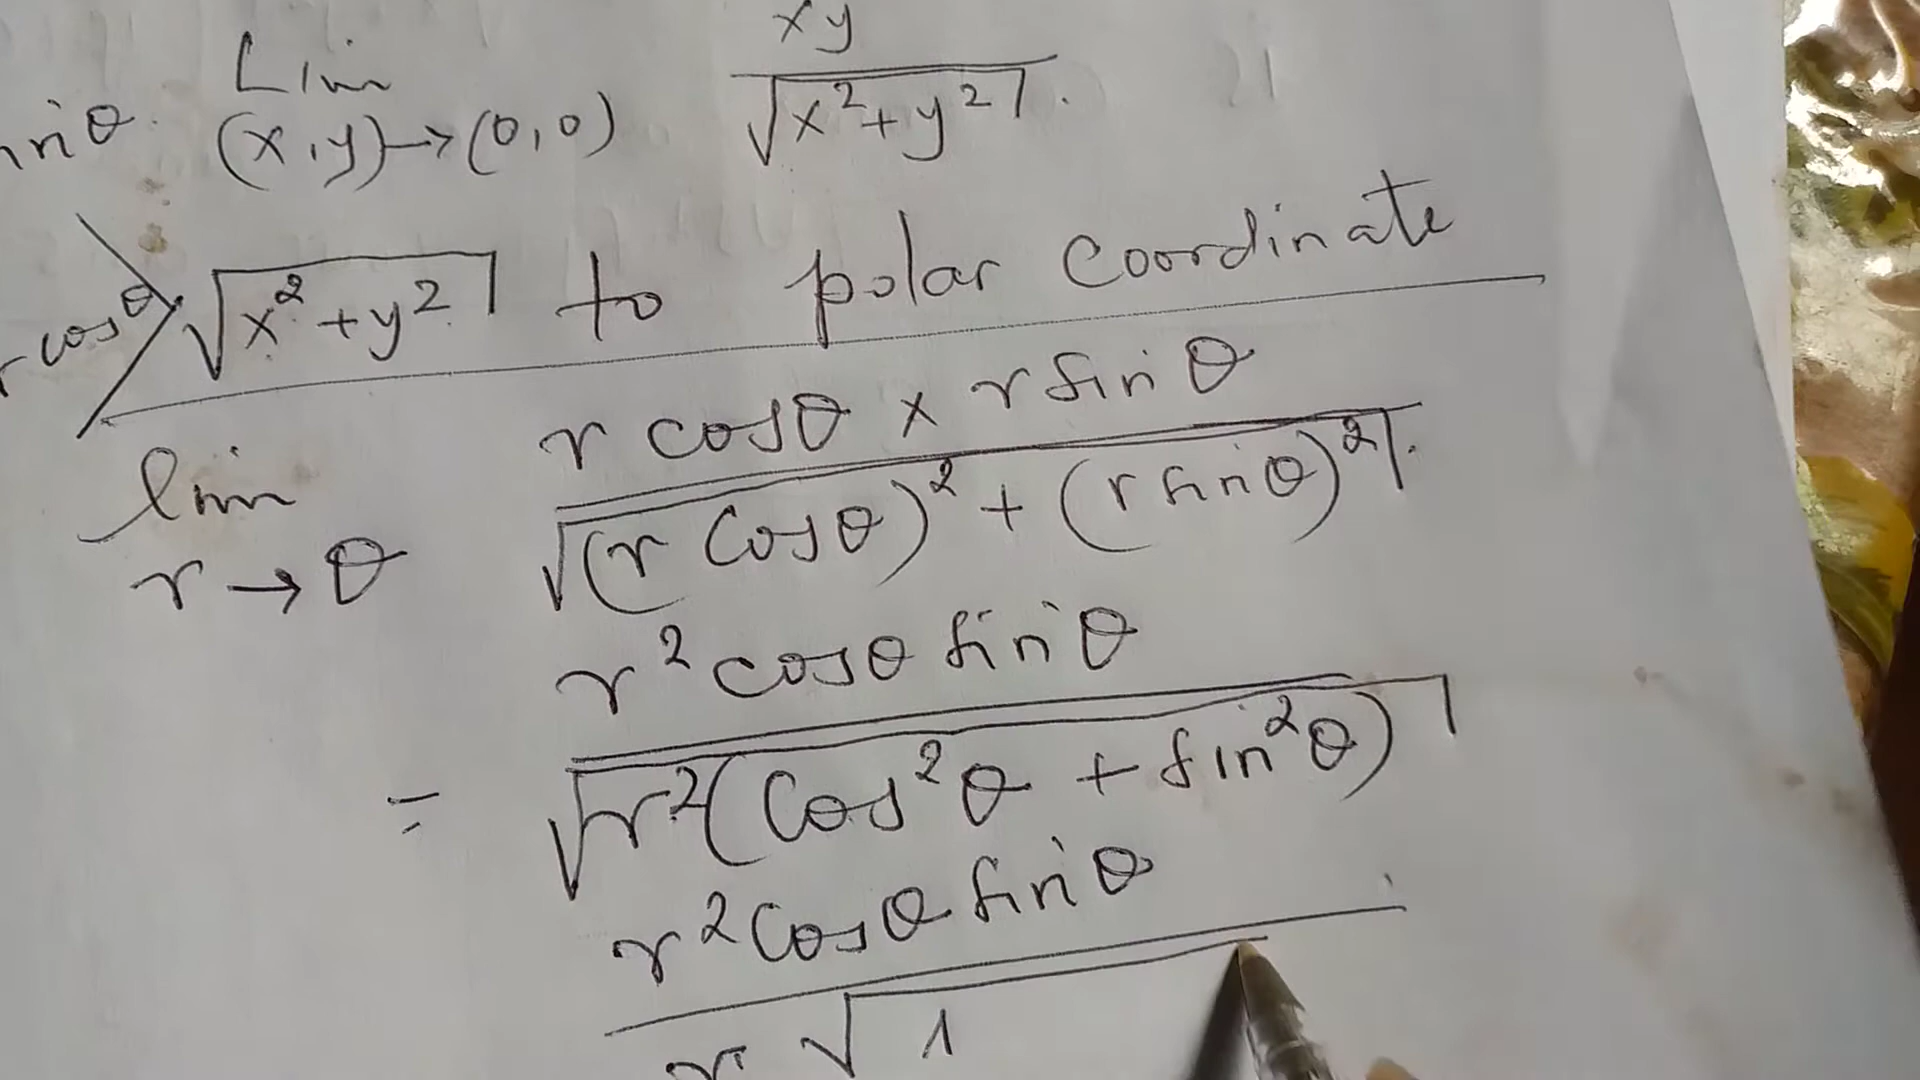 Lim xy
(x,y)→(0,0) √x²+y².
cosθ √x²+y² to polar coordinate
lim r cosθ × r sinθ
r→θ √(r cosθ)²+(r sinθ)².
r² cosθ sinθ
= √r²(cos²θ + sin²θ)
r² cosθ sinθ
r √1